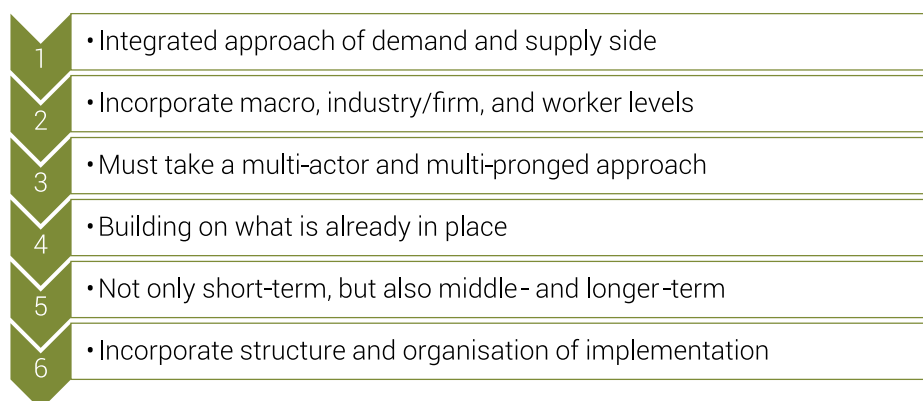 1
• Integrated approach of demand and supply side
2
• Incorporate macro, industry/firm, and worker levels
3
• Must take a multi-actor and multi-pronged approach
4
• Building on what is already in place
5
• Not only short-term, but also middle- and longer-term
6
• Incorporate structure and organisation of implementation